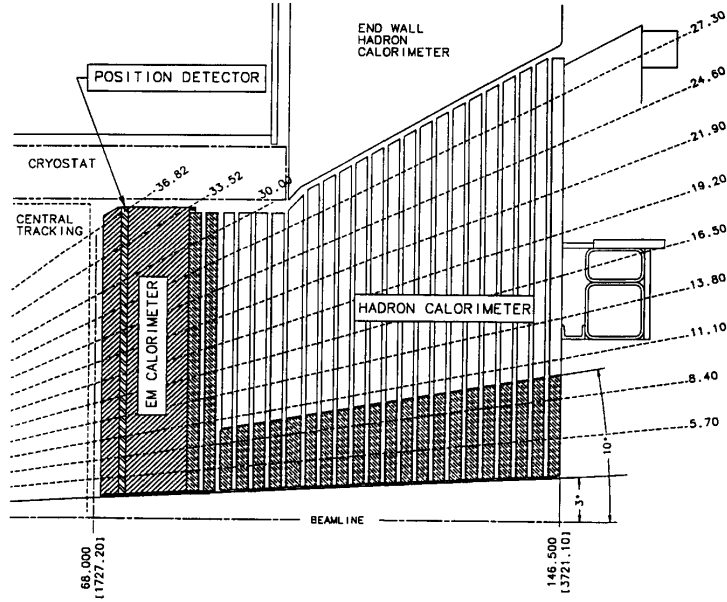 END WALL
HADRON
CALORIMETER
27.30
POSITION DETECTOR
24.60
21.90
CRYOSTAT
36.82
33.52
30.00
19.20
CENTRAL
TRACKING
16.50
EM CALORIMETER
HADRON CALORIMETER
13.80
11.10
8.40
5.70
10°
3°
BEAMLINE
68.000
[1727.20]
146.500
[3721.10]